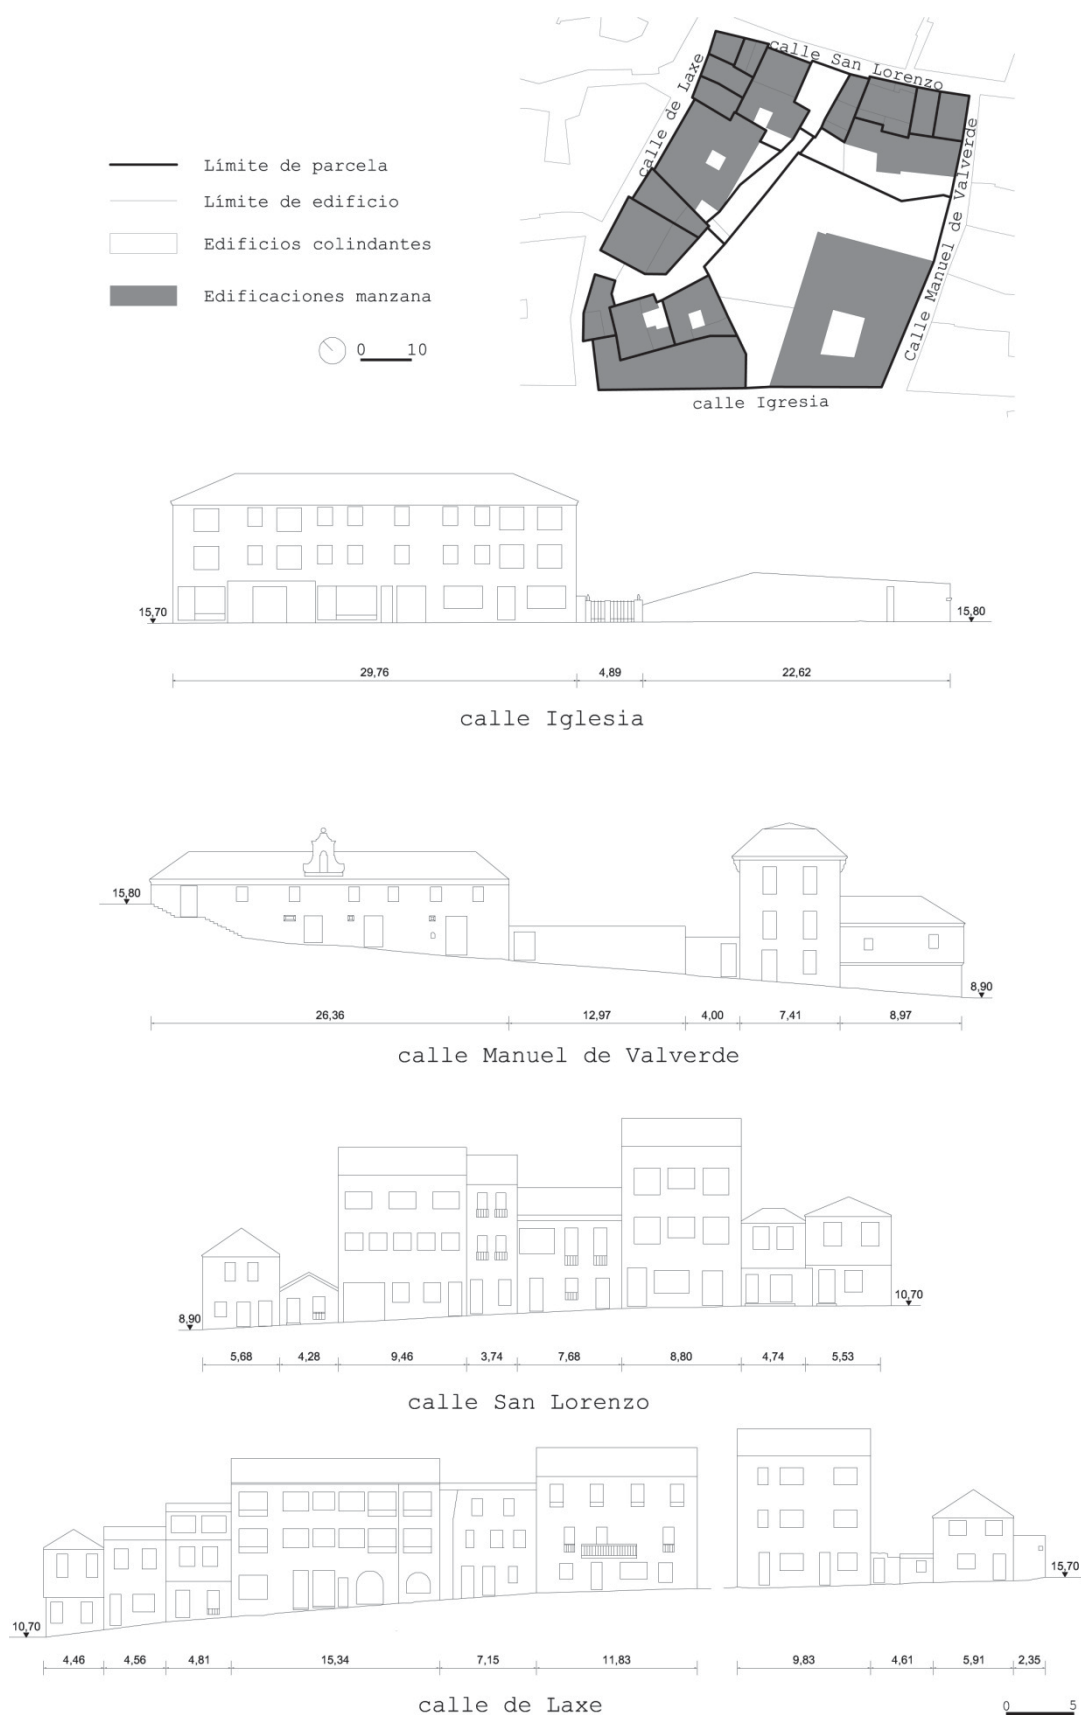 calle San Lorenzo
calle de Laxe
Límite de parcela
Límite de edificio
Edificios colindantes
Edificaciones manzana
0 10
Calle Manuel de Valverde
calle Igresia
15,70
15,80
29,76 4,89 22,62
calle Iglesia
15,80
8,90
26,36 12,97 4,00 7,41 8,97
calle Manuel de Valverde
8,90
10,70
5,68 4,28 9,46 3,74 7,68 8,80 4,74 5,53
calle San Lorenzo
15,70
10,70
4,46 4,56 4,81 15,34 7,15 11,83 9,83 4,61 5,91 2,35
calle de Laxe
0 5